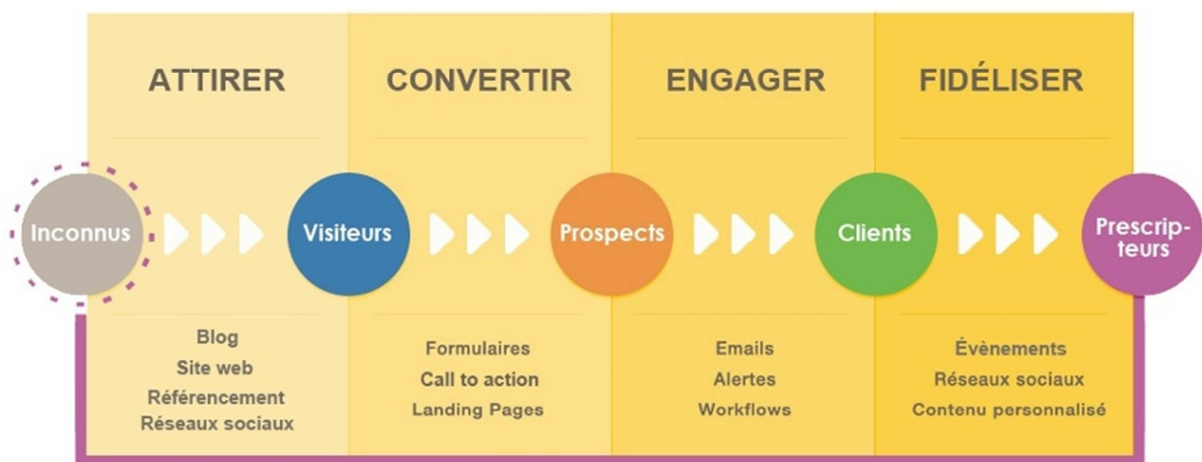 ATTIRER
CONVERTIR
ENGAGER
FIDÉLISER
Inconnus
Visiteurs
Prospects
Clients
Prescrip-
teurs
Blog
Site web
Référencement
Réseaux sociaux
Formulaires
Call to action
Landing Pages
Emails
Alertes
Workflows
Évènements
Réseaux sociaux
Contenu personnalisé